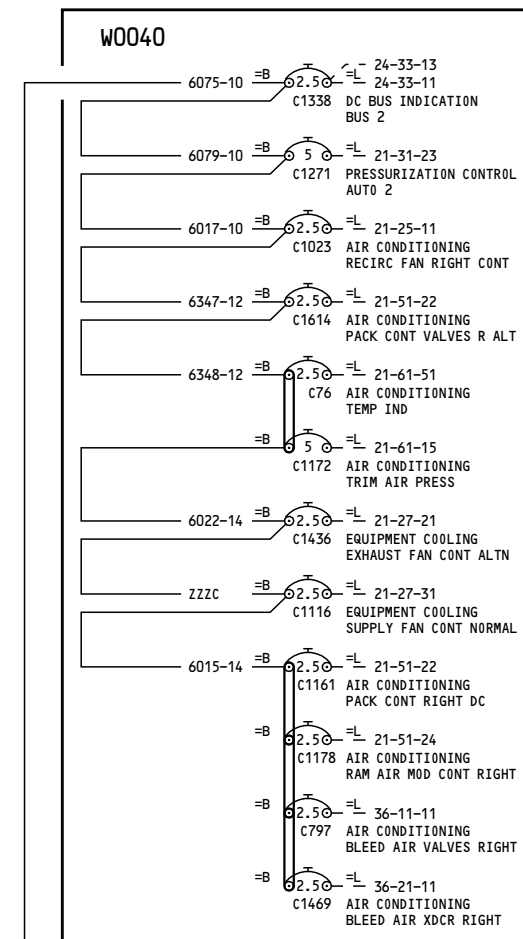 W0040
24-33-13
6075-10 =B 2.5 =L 24-33-11
C1338 DC BUS INDICATION
BUS 2
6079-10 =B 5 =L 21-31-23
C1271 PRESSURIZATION CONTROL
AUTO 2
6017-10 =B 2.5 =L 21-25-11
C1023 AIR CONDITIONING
RECIRC FAN RIGHT CONT
6347-12 =B 2.5 =L 21-51-22
C1614 AIR CONDITIONING
PACK CONT VALVES R ALT
6348-12 =B 2.5 =L 21-61-51
C76 AIR CONDITIONING
TEMP IND
=B 5 =L 21-61-15
C1172 AIR CONDITIONING
TRIM AIR PRESS
6022-14 =B 2.5 =L 21-27-21
C1436 EQUIPMENT COOLING
EXHAUST FAN CONT ALTN
ZZZC =B 2.5 =L 21-27-31
C1116 EQUIPMENT COOLING
SUPPLY FAN CONT NORMAL
6015-14 =B 2.5 =L 21-51-22
C1161 AIR CONDITIONING
PACK CONT RIGHT DC
=B 2.5 =L 21-51-24
C1178 AIR CONDITIONING
RAM AIR MOD CONT RIGHT
=B 2.5 =L 36-11-11
C797 AIR CONDITIONING
BLEED AIR VALVES RIGHT
=B 2.5 =L 36-21-11
C1469 AIR CONDITIONING
BLEED AIR XDCR RIGHT